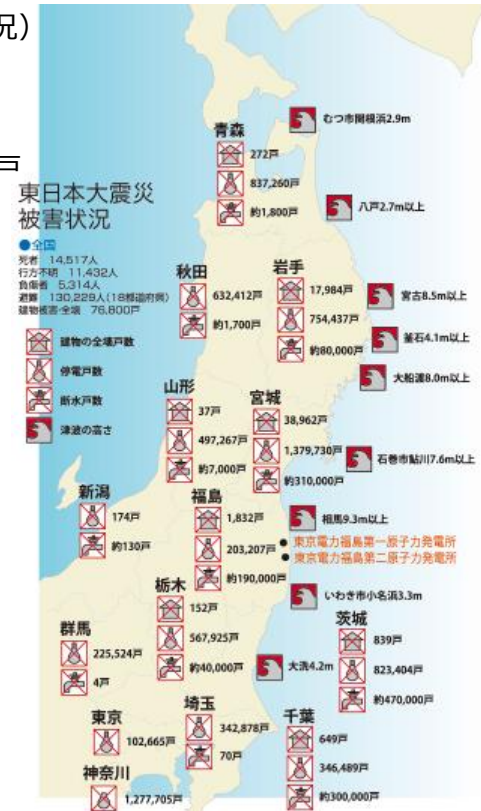 況）
戸
東日本大震災
被害状況
●全国
死者 14,517人
行方不明 11,432人
負傷者 5,314人
避難 130,229人(18都道府県)
建物被害・全壊 76,800戸
建物の全壊戸数
停電戸数
断水戸数
津波の高さ
むつ市関根浜2.9m
青森
272戸
837,260戸
約1,800戸
八戸2.7m以上
秋田
632,412戸
約1,700戸
岩手
17,984戸
754,437戸
約80,000戸
宮古8.5m以上
釜石4.1m以上
大船渡8.0m以上
山形
37戸
497,267戸
約7,000戸
宮城
38,962戸
1,379,730戸
約310,000戸
石巻市鮎川7.6m以上
新潟
174戸
約130戸
福島
1,832戸
203,207戸
約190,000戸
相馬9.3m以上
● 東京電力福島第一原子力発電所
● 東京電力福島第二原子力発電所
いわき市小名浜3.3m
栃木
152戸
567,925戸
約40,000戸
群馬
225,524戸
4戸
大洗4.2m
茨城
839戸
823,404戸
約470,000戸
東京
102,665戸
埼玉
342,878戸
70戸
千葉
649戸
346,489戸
約300,000戸
神奈川
1,277,705戸